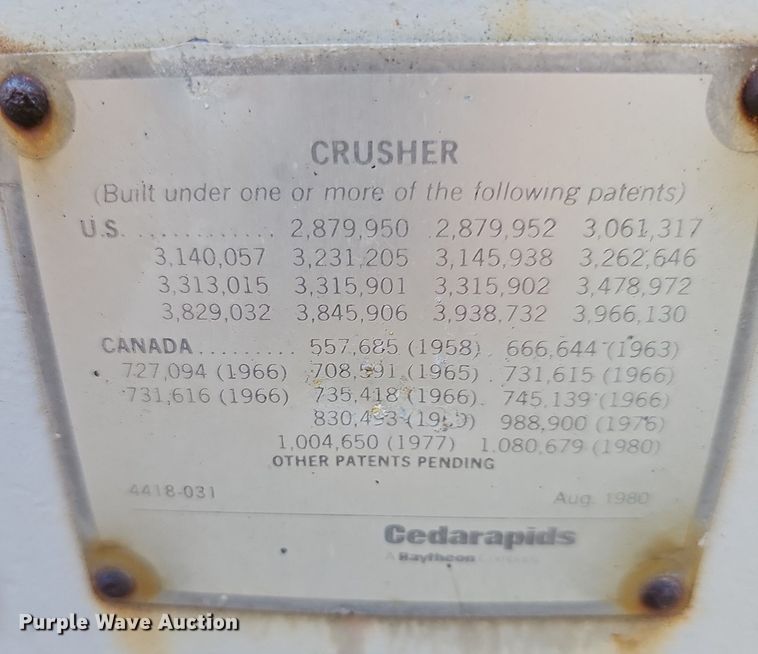 CRUSHER
(Built under one or more of the following patents)
U.S. . . . . . . . . . . . . 2,879,950 2,879,952 3,061,317
3,140,057 3,231,205 3,145,938 3,262,646
3,313,015 3,315,901 3,315,902 3,478,972
3,829,032 3,845,906 3,938,732 3,966,130
CANADA . . . . . . . . . 557,685 (1958) . 666,644 (1963)
727,094 (1966) 708,591 (1965) . 731,615 (1966)
731,616 (1966) 735,418 (1966). 745,139 (1966)
988,900 (1976)
1,004,650 (1977) 1,080,679 (1980)
OTHER PATENTS PENDING
4418-031 Aug. 1980
Cedarapids
A Raytheon Company
Purple Wave Auction